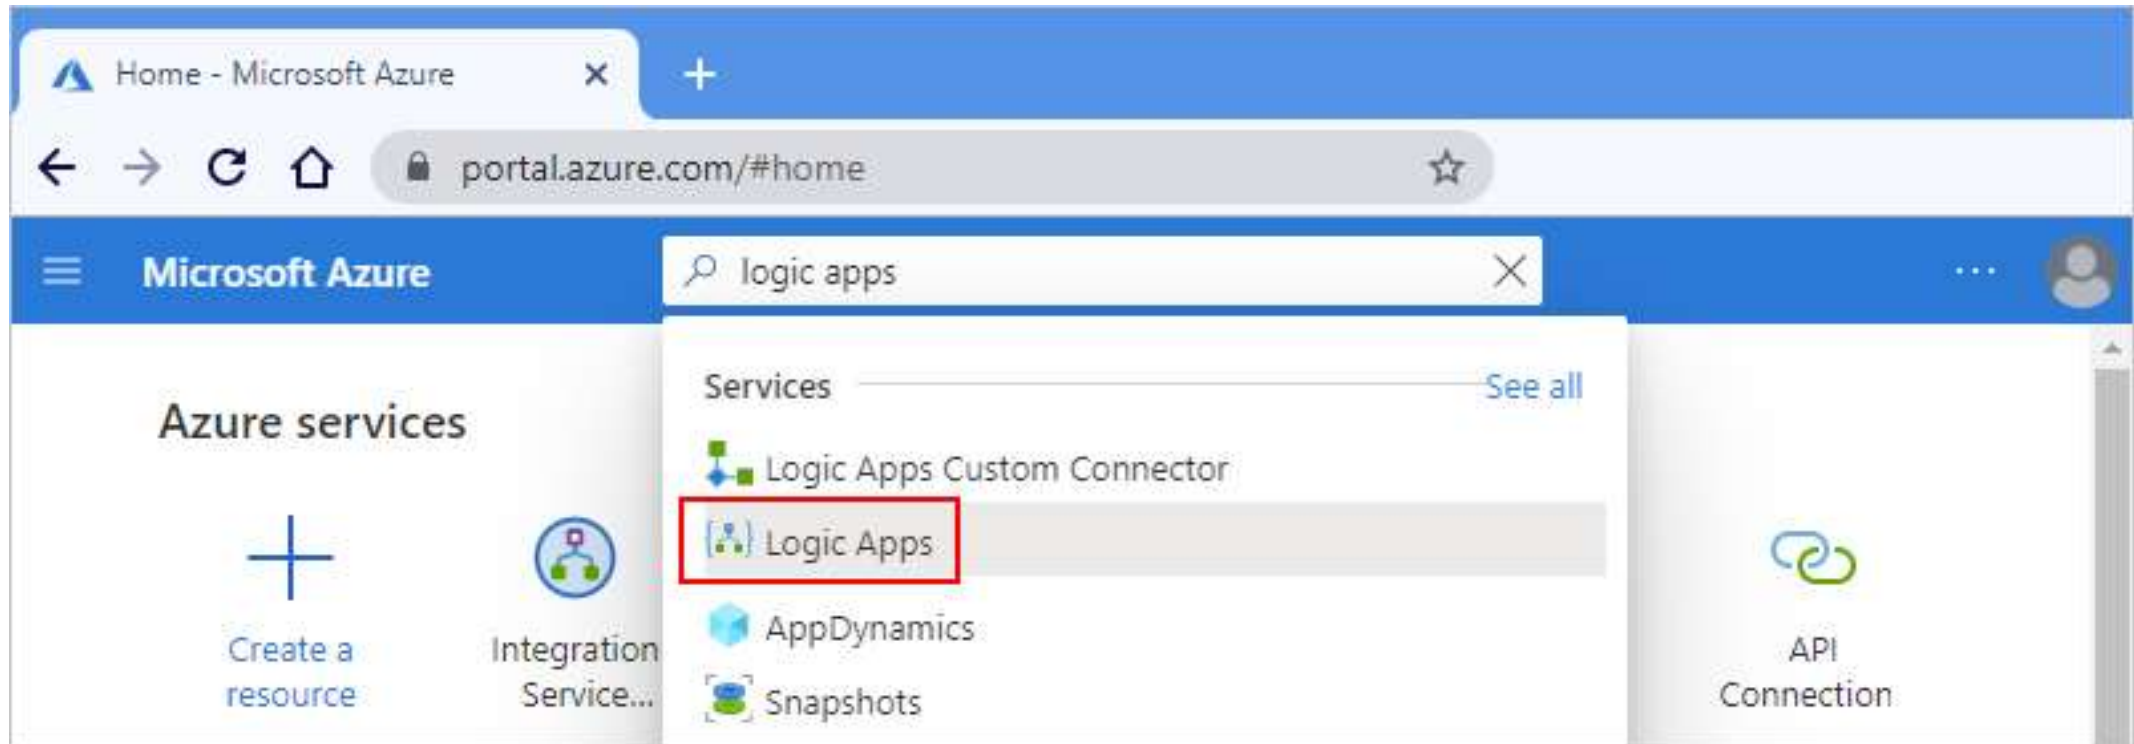 Home - Microsoft Azure
portal.azure.com/#home
Microsoft Azure
logic apps
...
Azure services
Services
See all
Logic Apps Custom Connector
Logic Apps
AppDynamics
Snapshots
Create a
resource
Integration
Service...
API
Connection